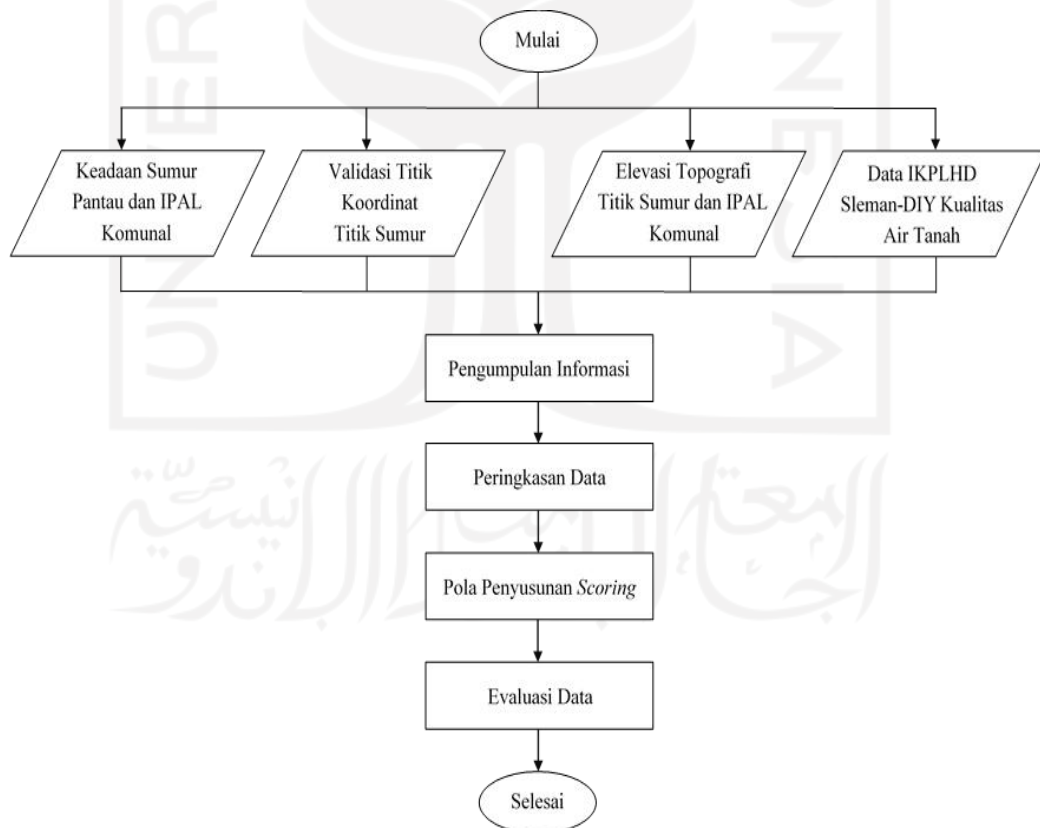 Mulai
Keadaan Sumur
Pantau dan IPAL
Komunal
Validasi Titik
Koordinat
Titik Sumur
Elevasi Topografi
Titik Sumur dan IPAL
Komunal
Data IKPLHD
Sleman-DIY Kualitas
Air Tanah
Pengumpulan Informasi
Peringkasan Data
Pola Penyusunan Scoring
Evaluasi Data
Selesai